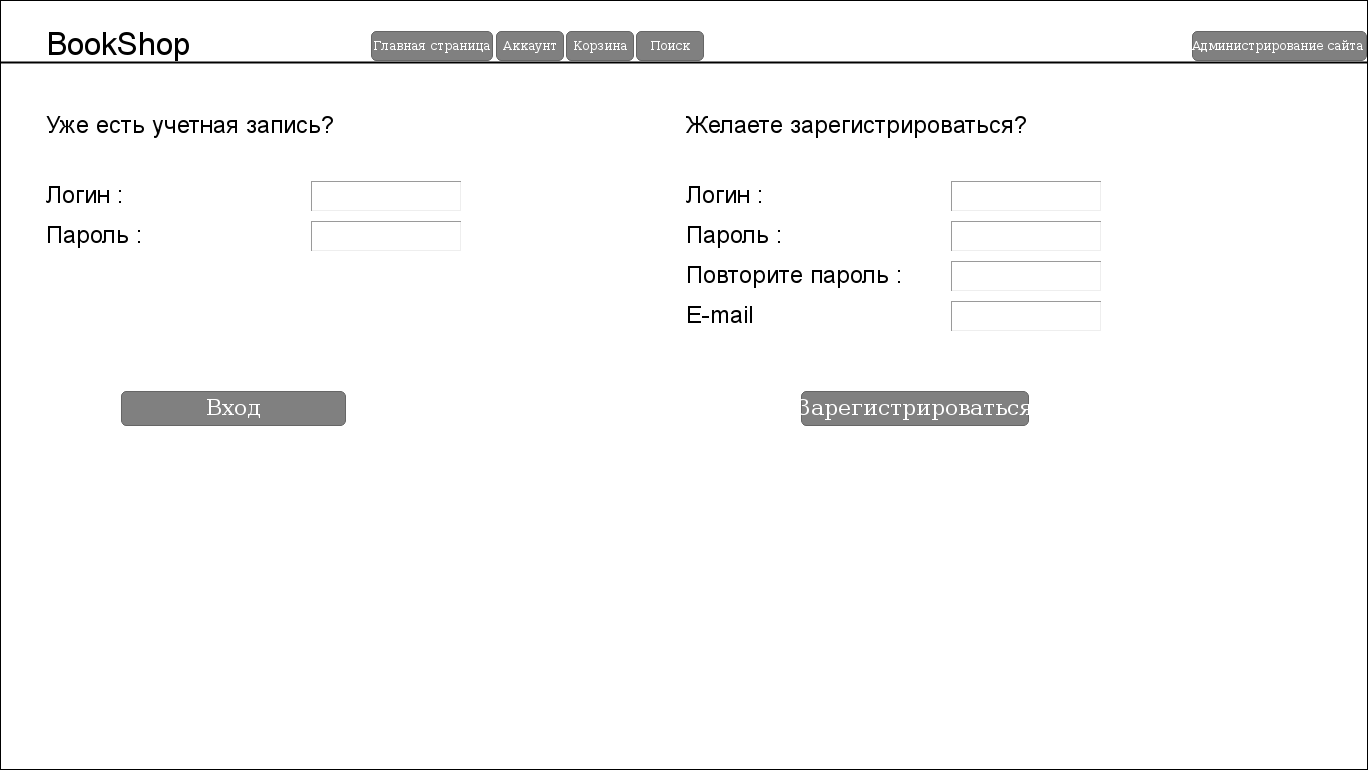 BookShop
Главная страница
Аккаунт
Корзина
Поиск
Администрирование сайта
Уже есть учетная запись?
Логин :
Пароль :
Вход
Желаете зарегистрироваться?
Логин :
Пароль :
Повторите пароль :
E-mail
Зарегистрироваться